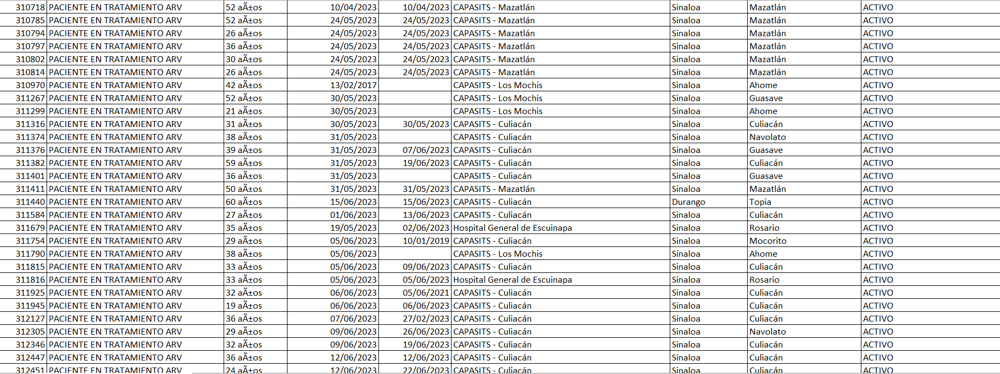 310718 PACIENTE EN TRATAMIENTO ARV 52 aÃ±os 10/04/2023 10/04/2023 CAPASITS - Mazatlán Sinaloa Mazatlán ACTIVO
310785 PACIENTE EN TRATAMIENTO ARV 52 aÃ±os 24/05/2023 24/05/2023 CAPASITS - Mazatlán Sinaloa Mazatlán ACTIVO
310794 PACIENTE EN TRATAMIENTO ARV 26 aÃ±os 24/05/2023 24/05/2023 CAPASITS - Mazatlán Sinaloa Mazatlán ACTIVO
310797 PACIENTE EN TRATAMIENTO ARV 36 aÃ±os 24/05/2023 24/05/2023 CAPASITS - Mazatlán Sinaloa Mazatlán ACTIVO
310802 PACIENTE EN TRATAMIENTO ARV 30 aÃ±os 24/05/2023 24/05/2023 CAPASITS - Mazatlán Sinaloa Mazatlán ACTIVO
310814 PACIENTE EN TRATAMIENTO ARV 26 aÃ±os 24/05/2023 24/05/2023 CAPASITS - Mazatlán Sinaloa Mazatlán ACTIVO
310970 PACIENTE EN TRATAMIENTO ARV 42 aÃ±os 13/02/2017 CAPASITS - Los Mochis Sinaloa Ahome ACTIVO
311267 PACIENTE EN TRATAMIENTO ARV 52 aÃ±os 30/05/2023 CAPASITS - Los Mochis Sinaloa Guasave ACTIVO
311299 PACIENTE EN TRATAMIENTO ARV 21 aÃ±os 30/05/2023 CAPASITS - Los Mochis Sinaloa Ahome ACTIVO
311316 PACIENTE EN TRATAMIENTO ARV 31 aÃ±os 30/05/2023 30/05/2023 CAPASITS - Culiacán Sinaloa Culiacán ACTIVO
311374 PACIENTE EN TRATAMIENTO ARV 38 aÃ±os 31/05/2023 CAPASITS - Culiacán Sinaloa Navolato ACTIVO
311376 PACIENTE EN TRATAMIENTO ARV 39 aÃ±os 31/05/2023 07/06/2023 CAPASITS - Culiacán Sinaloa Guasave ACTIVO
311382 PACIENTE EN TRATAMIENTO ARV 59 aÃ±os 31/05/2023 19/06/2023 CAPASITS - Culiacán Sinaloa Culiacán ACTIVO
311401 PACIENTE EN TRATAMIENTO ARV 36 aÃ±os 31/05/2023 CAPASITS - Culiacán Sinaloa Guasave ACTIVO
311411 PACIENTE EN TRATAMIENTO ARV 50 aÃ±os 31/05/2023 31/05/2023 CAPASITS - Mazatlán Sinaloa Mazatlán ACTIVO
311440 PACIENTE EN TRATAMIENTO ARV 60 aÃ±os 15/06/2023 15/06/2023 CAPASITS - Culiacán Durango Topia ACTIVO
311584 PACIENTE EN TRATAMIENTO ARV 27 aÃ±os 01/06/2023 13/06/2023 CAPASITS - Culiacán Sinaloa Culiacán ACTIVO
311679 PACIENTE EN TRATAMIENTO ARV 35 aÃ±os 19/05/2023 02/06/2023 Hospital General de Escuinapa Sinaloa Rosario ACTIVO
311754 PACIENTE EN TRATAMIENTO ARV 29 aÃ±os 05/06/2023 10/01/2019 CAPASITS - Culiacán Sinaloa Mocorito ACTIVO
311790 PACIENTE EN TRATAMIENTO ARV 38 aÃ±os 05/06/2023 CAPASITS - Los Mochis Sinaloa Ahome ACTIVO
311815 PACIENTE EN TRATAMIENTO ARV 33 aÃ±os 05/06/2023 09/06/2023 CAPASITS - Culiacán Sinaloa Culiacán ACTIVO
311816 PACIENTE EN TRATAMIENTO ARV 33 aÃ±os 05/06/2023 05/06/2023 Hospital General de Escuinapa Sinaloa Rosario ACTIVO
311925 PACIENTE EN TRATAMIENTO ARV 32 aÃ±os 06/06/2023 05/06/2021 CAPASITS - Culiacán Sinaloa Culiacán ACTIVO
311945 PACIENTE EN TRATAMIENTO ARV 19 aÃ±os 06/06/2023 06/06/2023 CAPASITS - Culiacán Sinaloa Culiacán ACTIVO
312127 PACIENTE EN TRATAMIENTO ARV 36 aÃ±os 07/06/2023 27/02/2023 CAPASITS - Culiacán Sinaloa Culiacán ACTIVO
312305 PACIENTE EN TRATAMIENTO ARV 29 aÃ±os 09/06/2023 26/06/2023 CAPASITS - Culiacán Sinaloa Navolato ACTIVO
312346 PACIENTE EN TRATAMIENTO ARV 32 aÃ±os 09/06/2023 19/06/2023 CAPASITS - Culiacán Sinaloa Culiacán ACTIVO
312447 PACIENTE EN TRATAMIENTO ARV 36 aÃ±os 12/06/2023 12/06/2023 CAPASITS - Culiacán Sinaloa Culiacán ACTIVO
312451 PACIENTE EN TRATAMIENTO ARV 24 aÃ±os 12/06/2023 22/06/2023 CAPASITS - Culiacán Sinaloa Culiacán ACTIVO